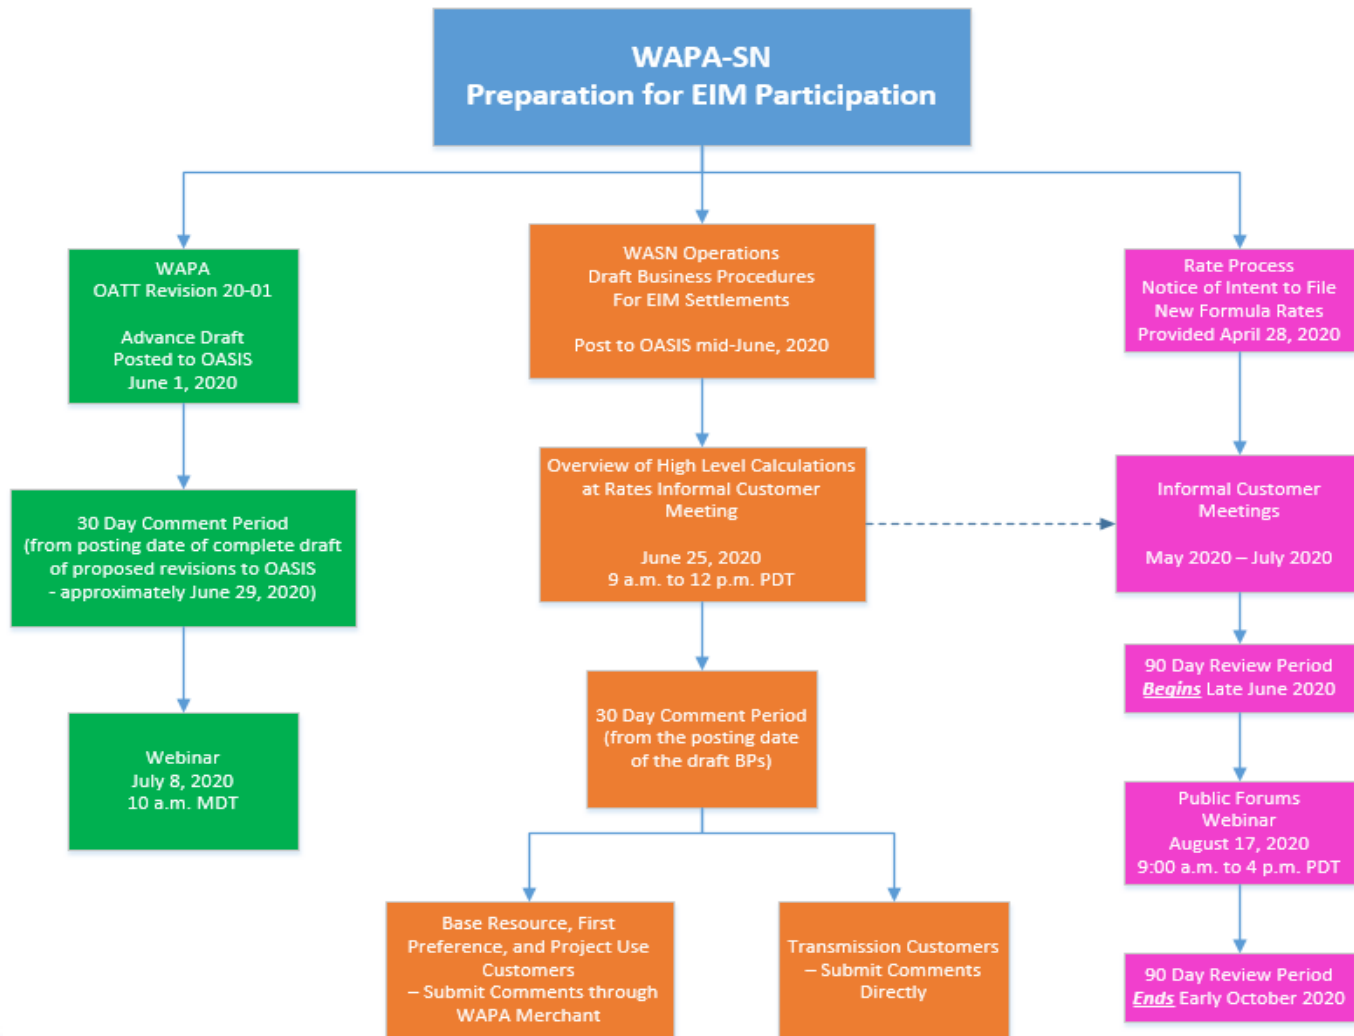 WAPA-SN
Preparation for EIM Participation
WAPA
OATT Revision 20-01
Advance Draft
Posted to OASIS
June 1, 2020
30 Day Comment Period
(from posting date of complete draft
of proposed revisions to OASIS
- approximately June 29, 2020)
Webinar
July 8, 2020
10 a.m. MDT
WASN Operations
Draft Business Procedures
For EIM Settlements
Post to OASIS mid-June, 2020
Overview of High Level Calculations
at Rates Informal Customer
Meeting
June 25, 2020
9 a.m. to 12 p.m. PDT
30 Day Comment Period
(from the posting date
of the draft BPs)
Base Resource, First
Preference, and Project Use
Customers
– Submit Comments through
WAPA Merchant
Transmission Customers
– Submit Comments
Directly
Rate Process
Notice of Intent to File
New Formula Rates
Provided April 28, 2020
Informal Customer
Meetings
May 2020 – July 2020
90 Day Review Period
Begins Late June 2020
Public Forums
Webinar
August 17, 2020
9:00 a.m. to 4 p.m. PDT
90 Day Review Period
Ends Early October 2020